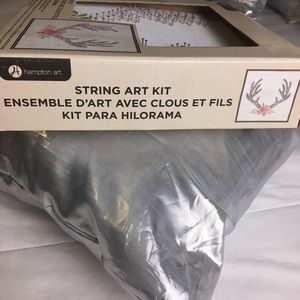 hampton art
STRING ART KIT
ENSEMBLE D'ART AVEC CLOUS ET FILS
KIT PARA HILORAMA